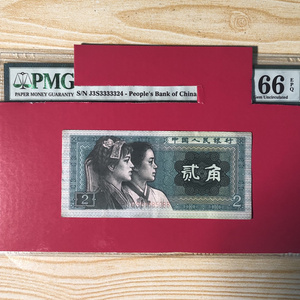 PMG
PAPER MONEY GUARANTY
S/N J3S3333324 - People's Bank of China
66 EPQ
Gem Uncirculated
中国人民银行
贰角
2
2